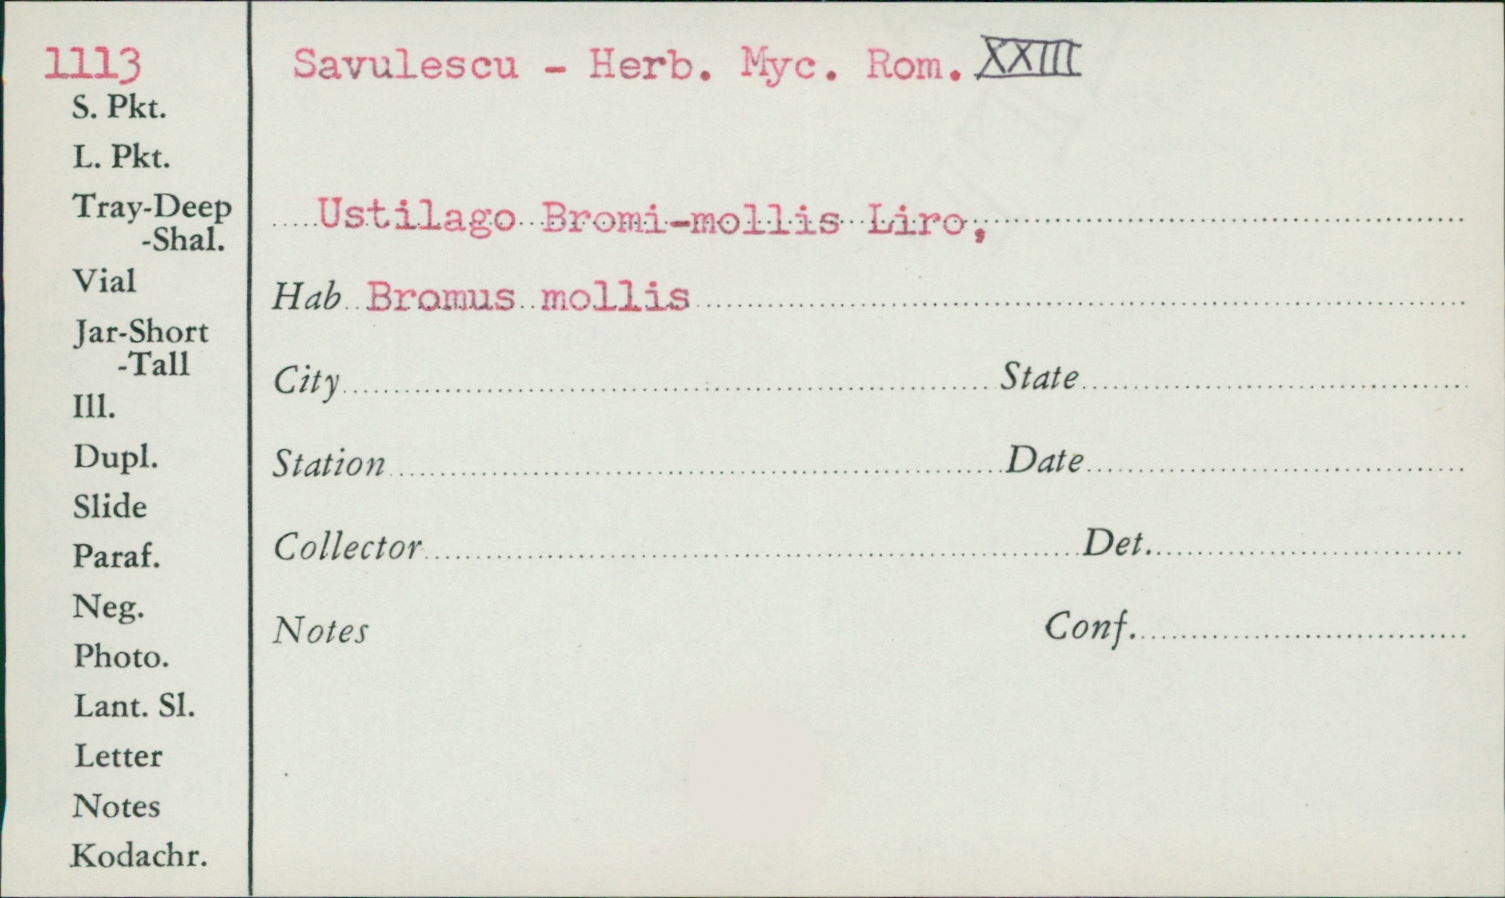 1113
Savulescu - Herb. Myc. Rom. XXIII
S. Pkt.
L. Pkt.
Tray-Deep
-Shal.
Vial
Jar-Short
-Tall
Ill.
Dupl.
Slide
Paraf.
Neg.
Photo.
Lant. Sl.
Letter
Notes
Kodachr.
Ustilago Bromi-mollis Liro,
Hab Bromus mollis
City State
Station Date
Collector Det.
Notes Conf.